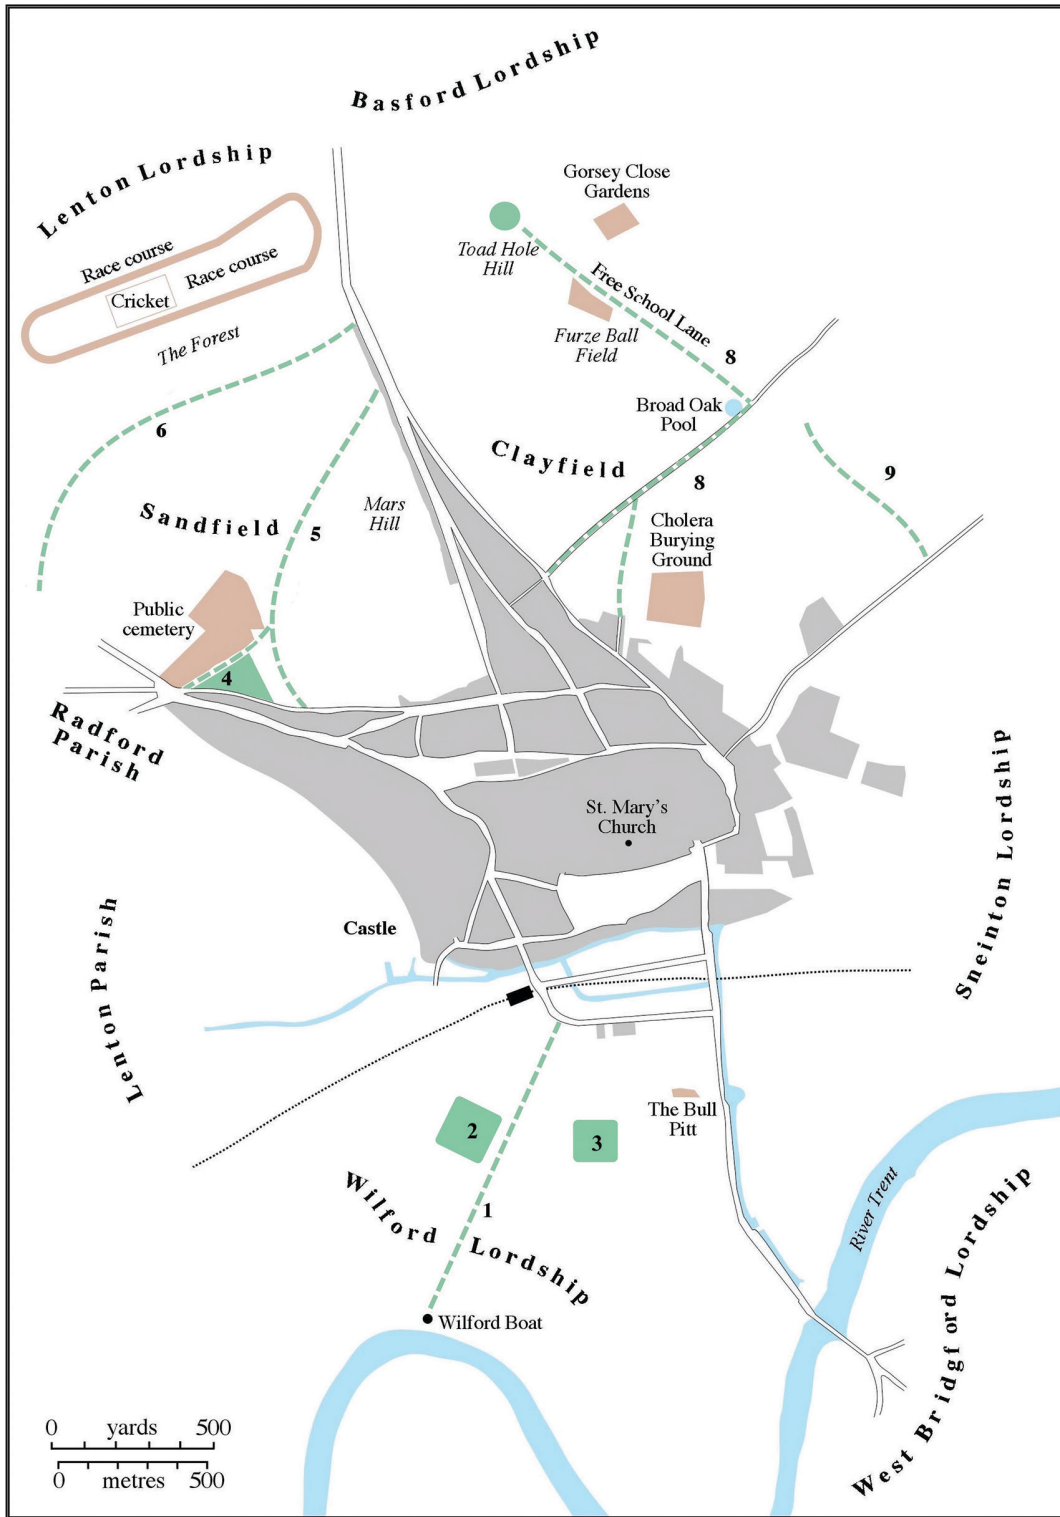 Basford Lordship
Lenton Lordship
Gorsey Close
Gardens
Toad Hole
Hill
Race course
Race course
Cricket
Free School Lane
The Forest
Furze Ball
Field
8
Broad Oak
Pool
6
Clayfield
9
8
Mars
Hill
Sandfield
5
Cholera
Burying
Ground
Public
cemetery
4
Radford
Parish
St. Mary's
Church
Sneinton Lordship
Castle
Lenton Parish
The Bull
Pitt
2
3
River Trent
1
Wilford Lordship
West Bridgford Lordship
Wilford Boat
0 yards 500
0 metres 500